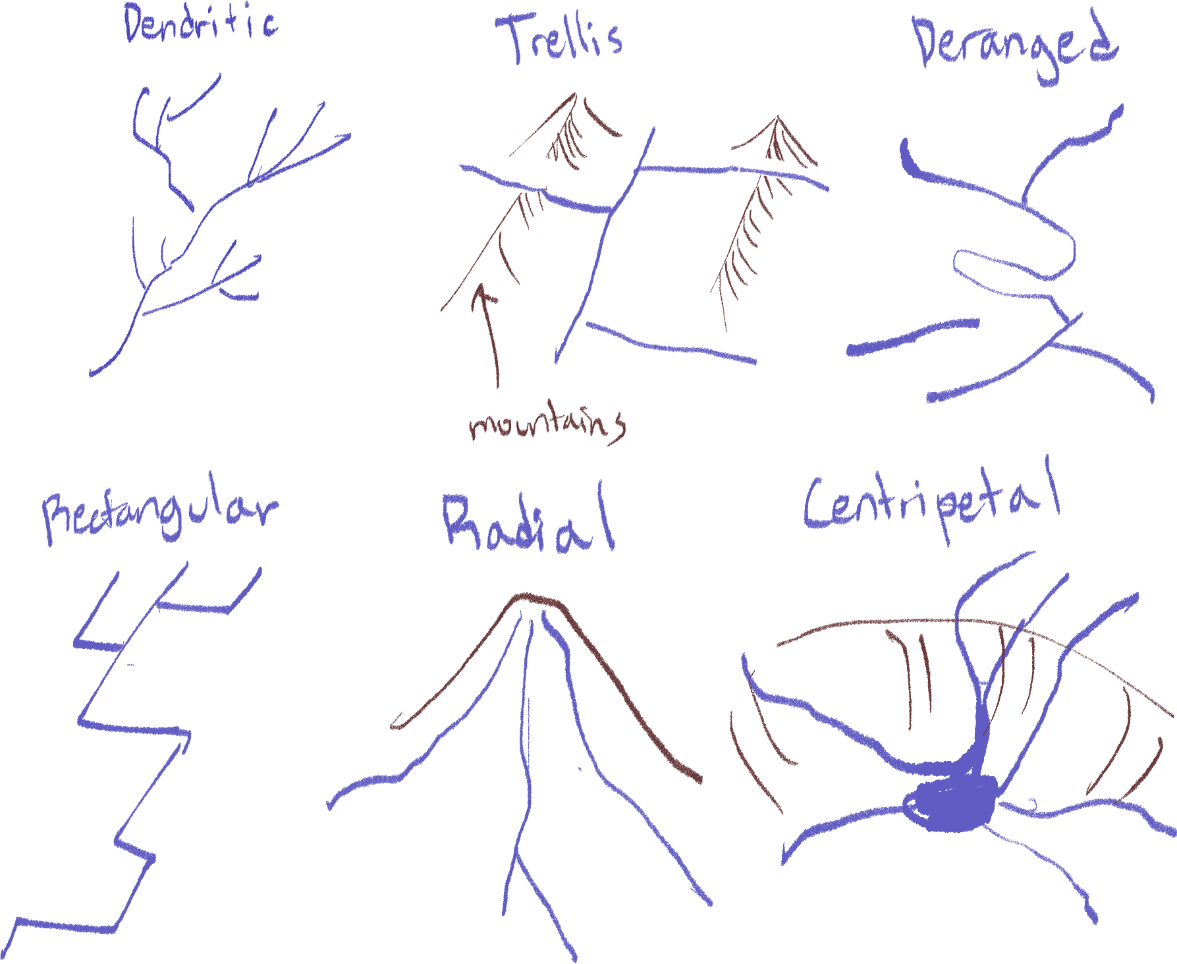 Dendritic
Trellis
Deranged
mountains
Rectangular
Radial
Centripetal